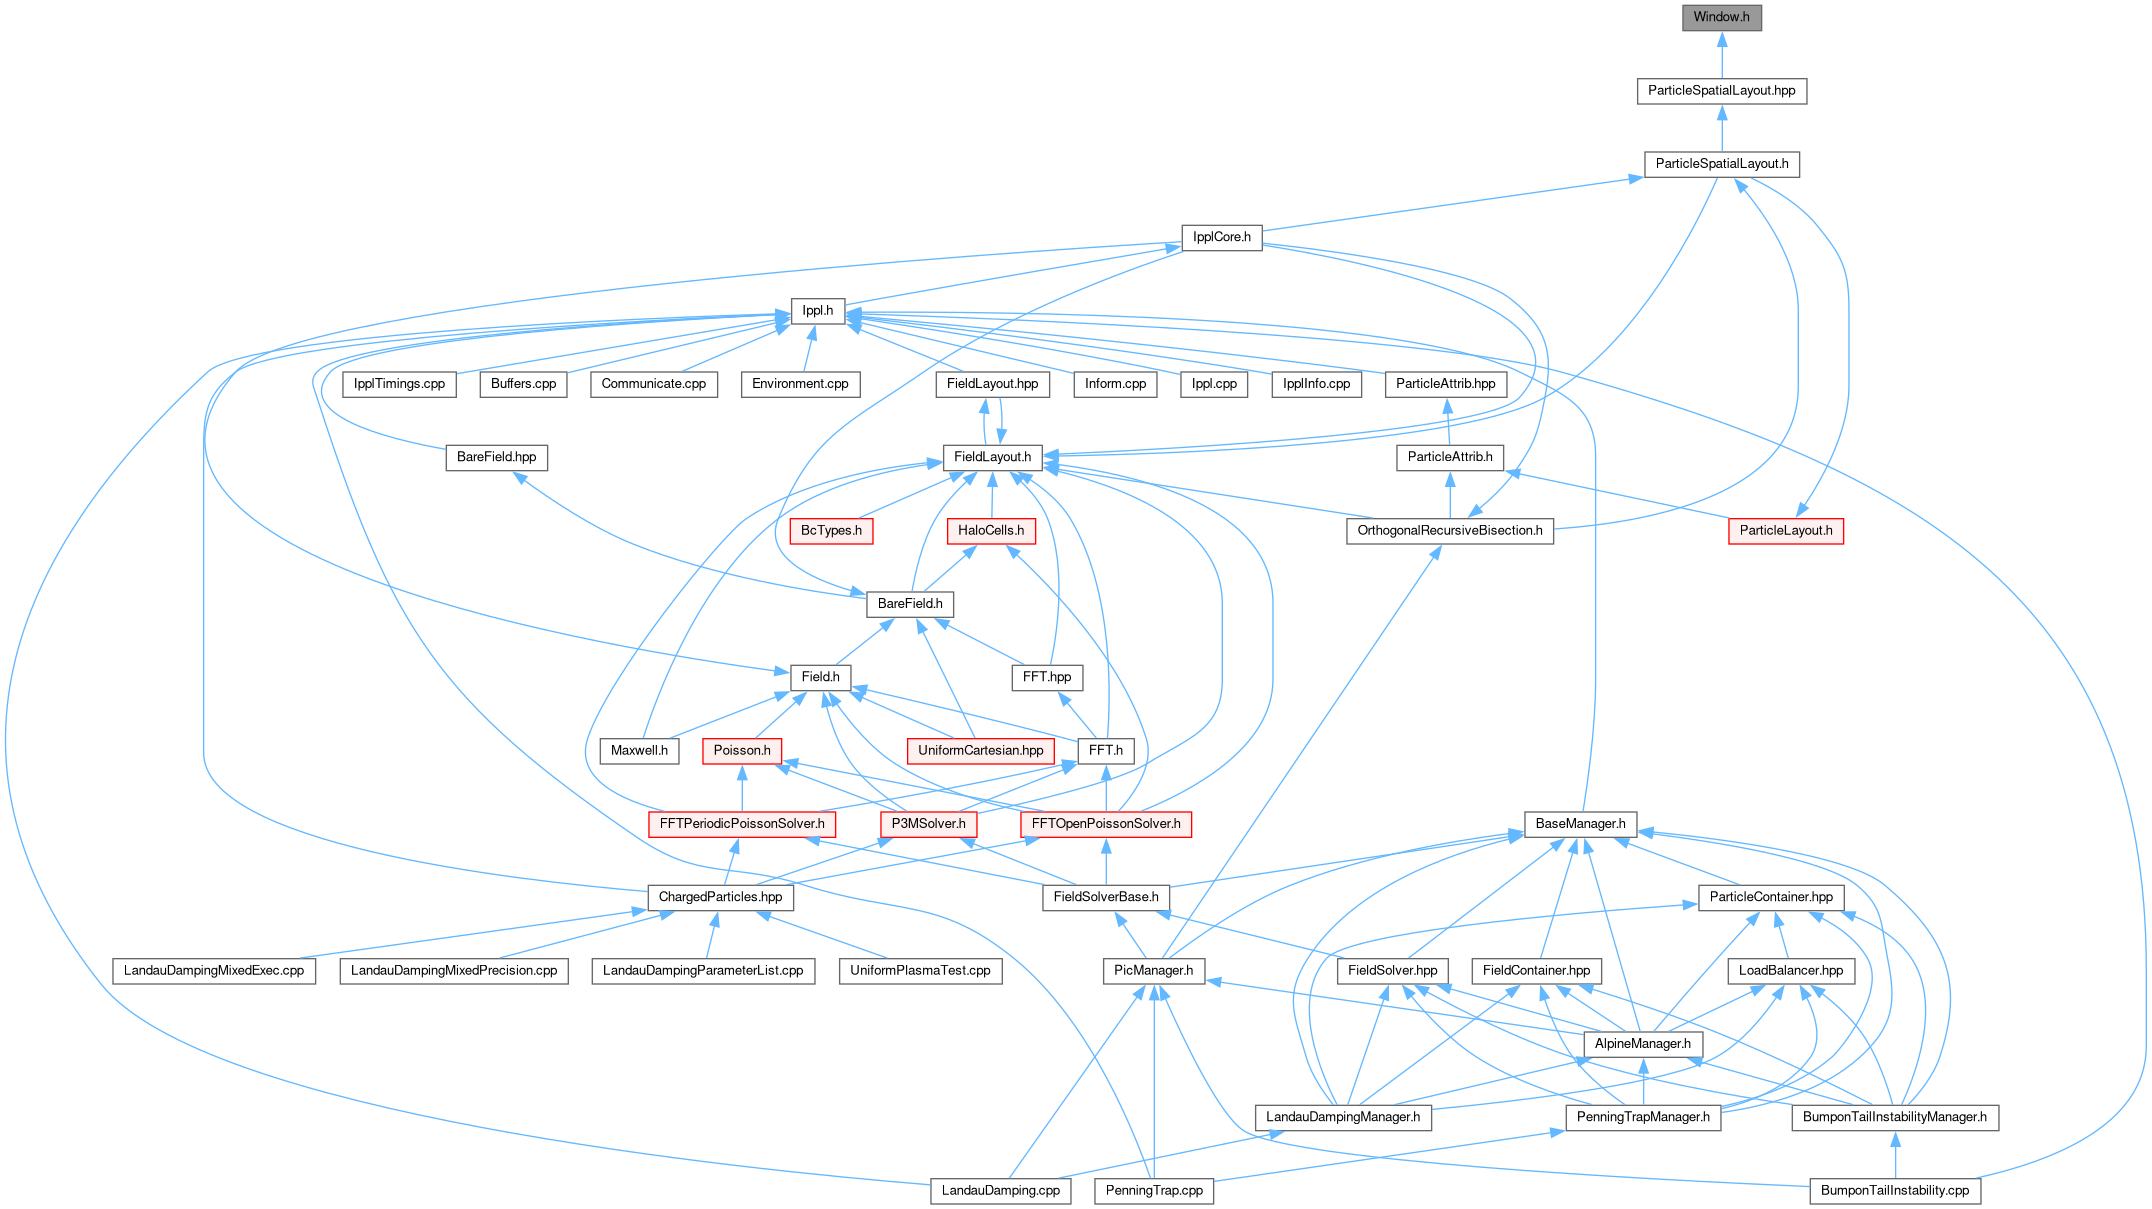 Window.h
ParticleSpatialLayout.hpp
ParticleSpatialLayout.h
IpplCore.h
Ippl.h
IpplTimings.cpp
Buffers.cpp
Communicate.cpp
Environment.cpp
FieldLayout.hpp
Inform.cpp
Ippl.cpp
IpplInfo.cpp
ParticleAttrib.hpp
BareField.hpp
FieldLayout.h
ParticleAttrib.h
BcTypes.h
HaloCells.h
OrthogonalRecursiveBisection.h
ParticleLayout.h
BareField.h
Field.h
FFT.hpp
Maxwell.h
Poisson.h
UniformCartesian.hpp
FFT.h
FFTPeriodicPoissonSolver.h
P3MSolver.h
FFTOpenPoissonSolver.h
BaseManager.h
ChargedParticles.hpp
FieldSolverBase.h
ParticleContainer.hpp
LandauDampingMixedExec.cpp
LandauDampingMixedPrecision.cpp
LandauDampingParameterList.cpp
UniformPlasmaTest.cpp
PicManager.h
FieldSolver.hpp
FieldContainer.hpp
LoadBalancer.hpp
AlpineManager.h
LandauDampingManager.h
PenningTrapManager.h
BumponTailInstabilityManager.h
LandauDamping.cpp
PenningTrap.cpp
BumponTailInstability.cpp